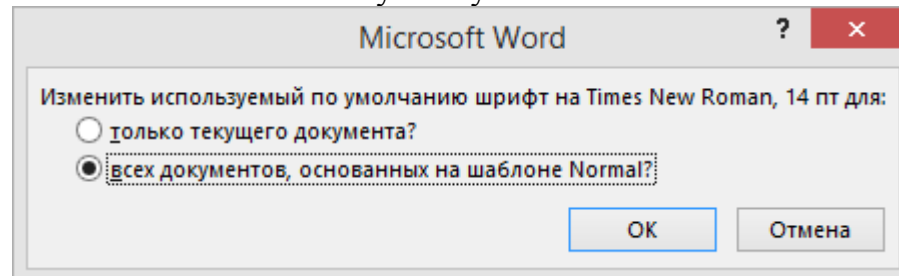 Microsoft Word
?
×
Изменить используемый по умолчанию шрифт на Times New Roman, 14 пт для:
только текущего документа?
всех документов, основанных на шаблоне Normal?
ОК
Отмена